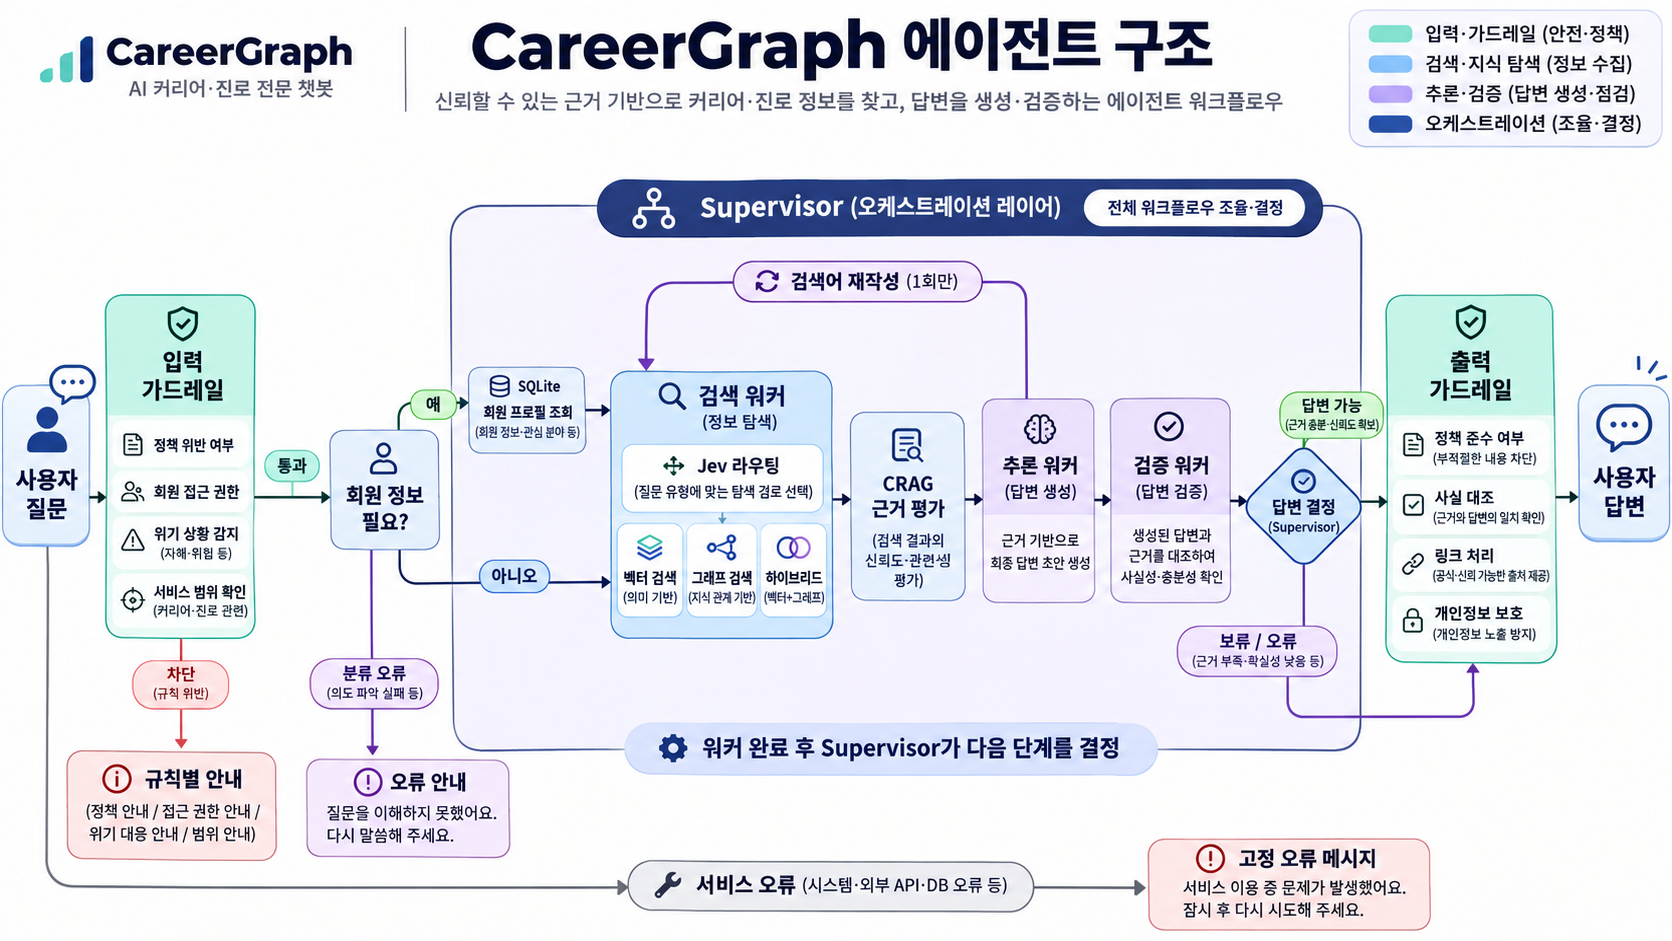 CareerGraph
AI 커리어·진로 전문 챗봇
CareerGraph 에이전트 구조
신뢰할 수 있는 근거 기반으로 커리어·진로 정보를 찾고, 답변을 생성·검증하는 에이전트 워크플로우
입력·가드레일 (안전·정책)
검색·지식 탐색 (정보 수집)
추론·검증 (답변 생성·점검)
오케스트레이션 (조율·결정)
Supervisor (오케스트레이션 레이어)
전체 워크플로우 조율·결정
검색어 재작성 (1회만)
사용자
질문
입력
가드레일
정책 위반 여부
회원 접근 권한
위기 상황 감지
(자해·위험 등)
서비스 범위 확인
(커리어·진로 관련)
통과
차단
(규칙 위반)
규칙별 안내
(정책 안내 / 접근 권한 안내 /
위기 대응 안내 / 범위 안내)
회원 정보
필요?
예
아니오
분류 오류
(의도 파악 실패 등)
오류 안내
질문을 이해하지 못했어요.
다시 말씀해 주세요.
SQLite
회원 프로필 조회
(회원 정보·관심 분야 등)
검색 워커
(정보 탐색)
Jev 라우팅
(질문 유형에 맞는 탐색 경로 선택)
벡터 검색
(의미 기반)
그래프 검색
(지식 관계 기반)
하이브리드
(벡터+그래프)
CRAG
근거 평가
(검색 결과의
신뢰도·관련성
평가)
추론 워커
(답변 생성)
근거 기반으로
최종 답변 초안 생성
검증 워커
(답변 검증)
생성된 답변과
근거를 대조하여
사실성·충분성 확인
답변 가능
(근거 충분·신뢰도 확보)
답변 결정
(Supervisor)
보류 / 오류
(근거 부족·확실성 낮음 등)
워커 완료 후 Supervisor가 다음 단계를 결정
출력
가드레일
정책 준수 여부
(부적절한 내용 차단)
사실 대조
(근거와 답변의 일치 확인)
링크 처리
(공식·신뢰 가능한 출처 제공)
개인정보 보호
(개인정보 노출 방지)
사용자
답변
서비스 오류 (시스템·외부 API·DB 오류 등)
고정 오류 메시지
서비스 이용 중 문제가 발생했어요.
잠시 후 다시 시도해 주세요.